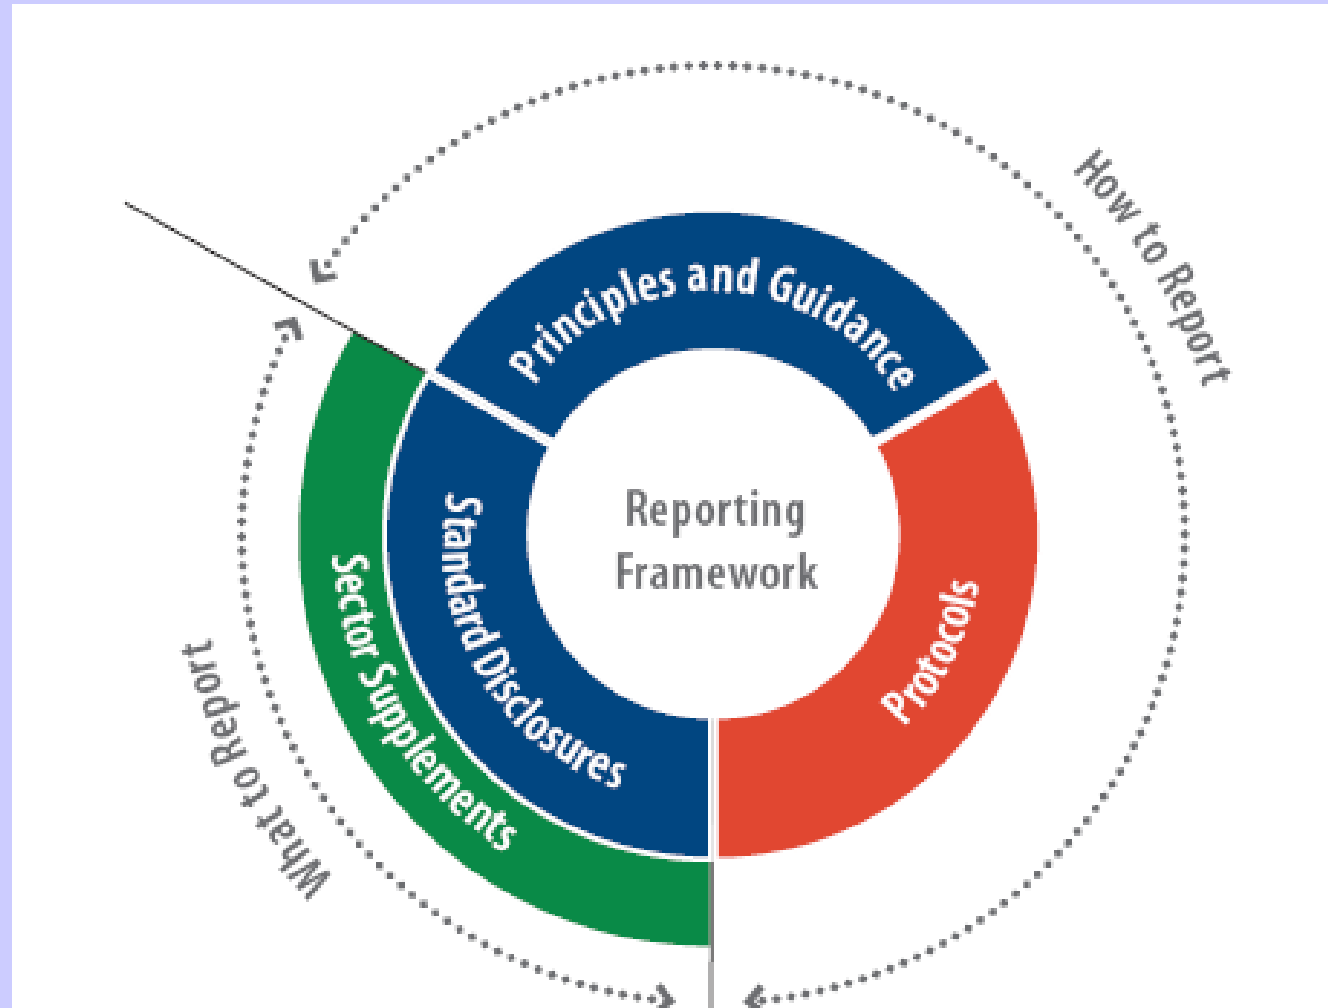 How to Report
Principles and Guidance
Reporting
Framework
Standard Disclosures
Protocols
Sector Supplements
What to Report